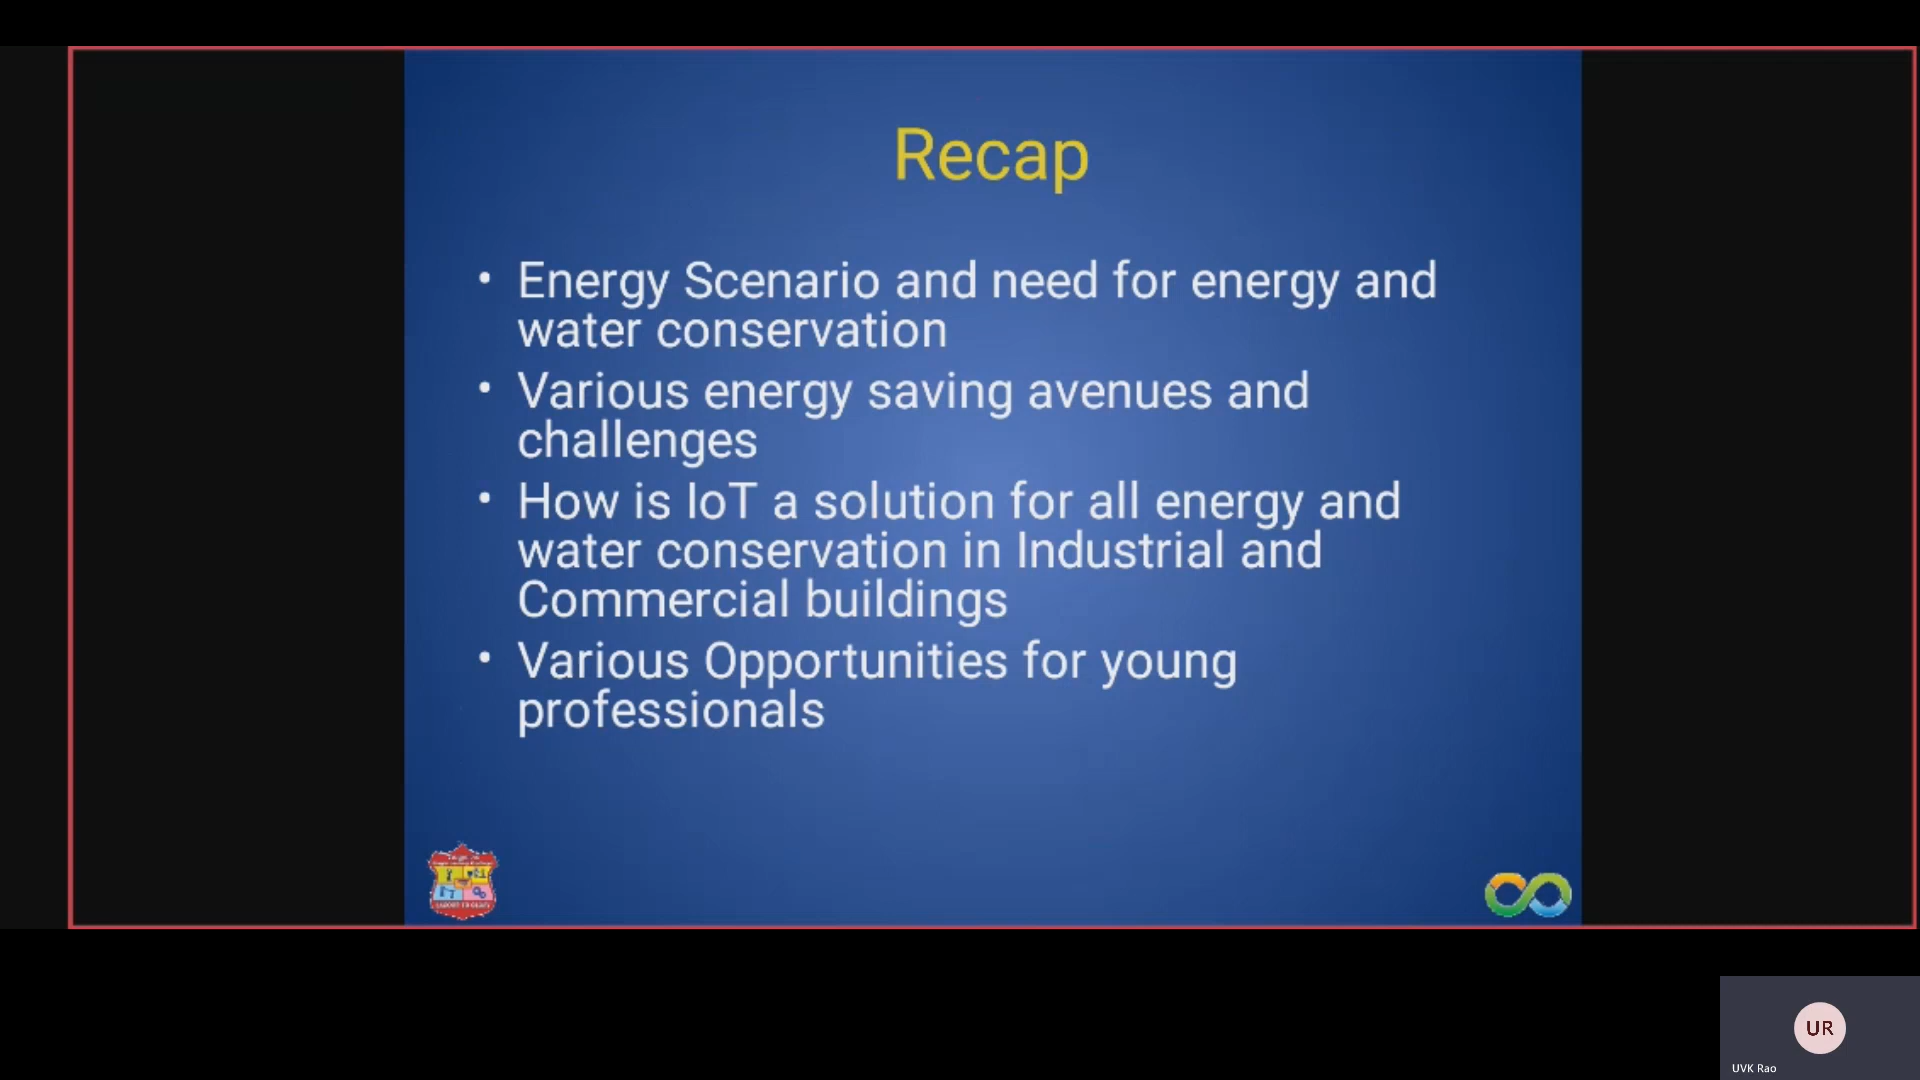 Recap
• Energy Scenario and need for energy and
water conservation
• Various energy saving avenues and
challenges
• How is IoT a solution for all energy and
water conservation in Industrial and
Commercial buildings
• Various Opportunities for young
professionals
UR
UVK Rao